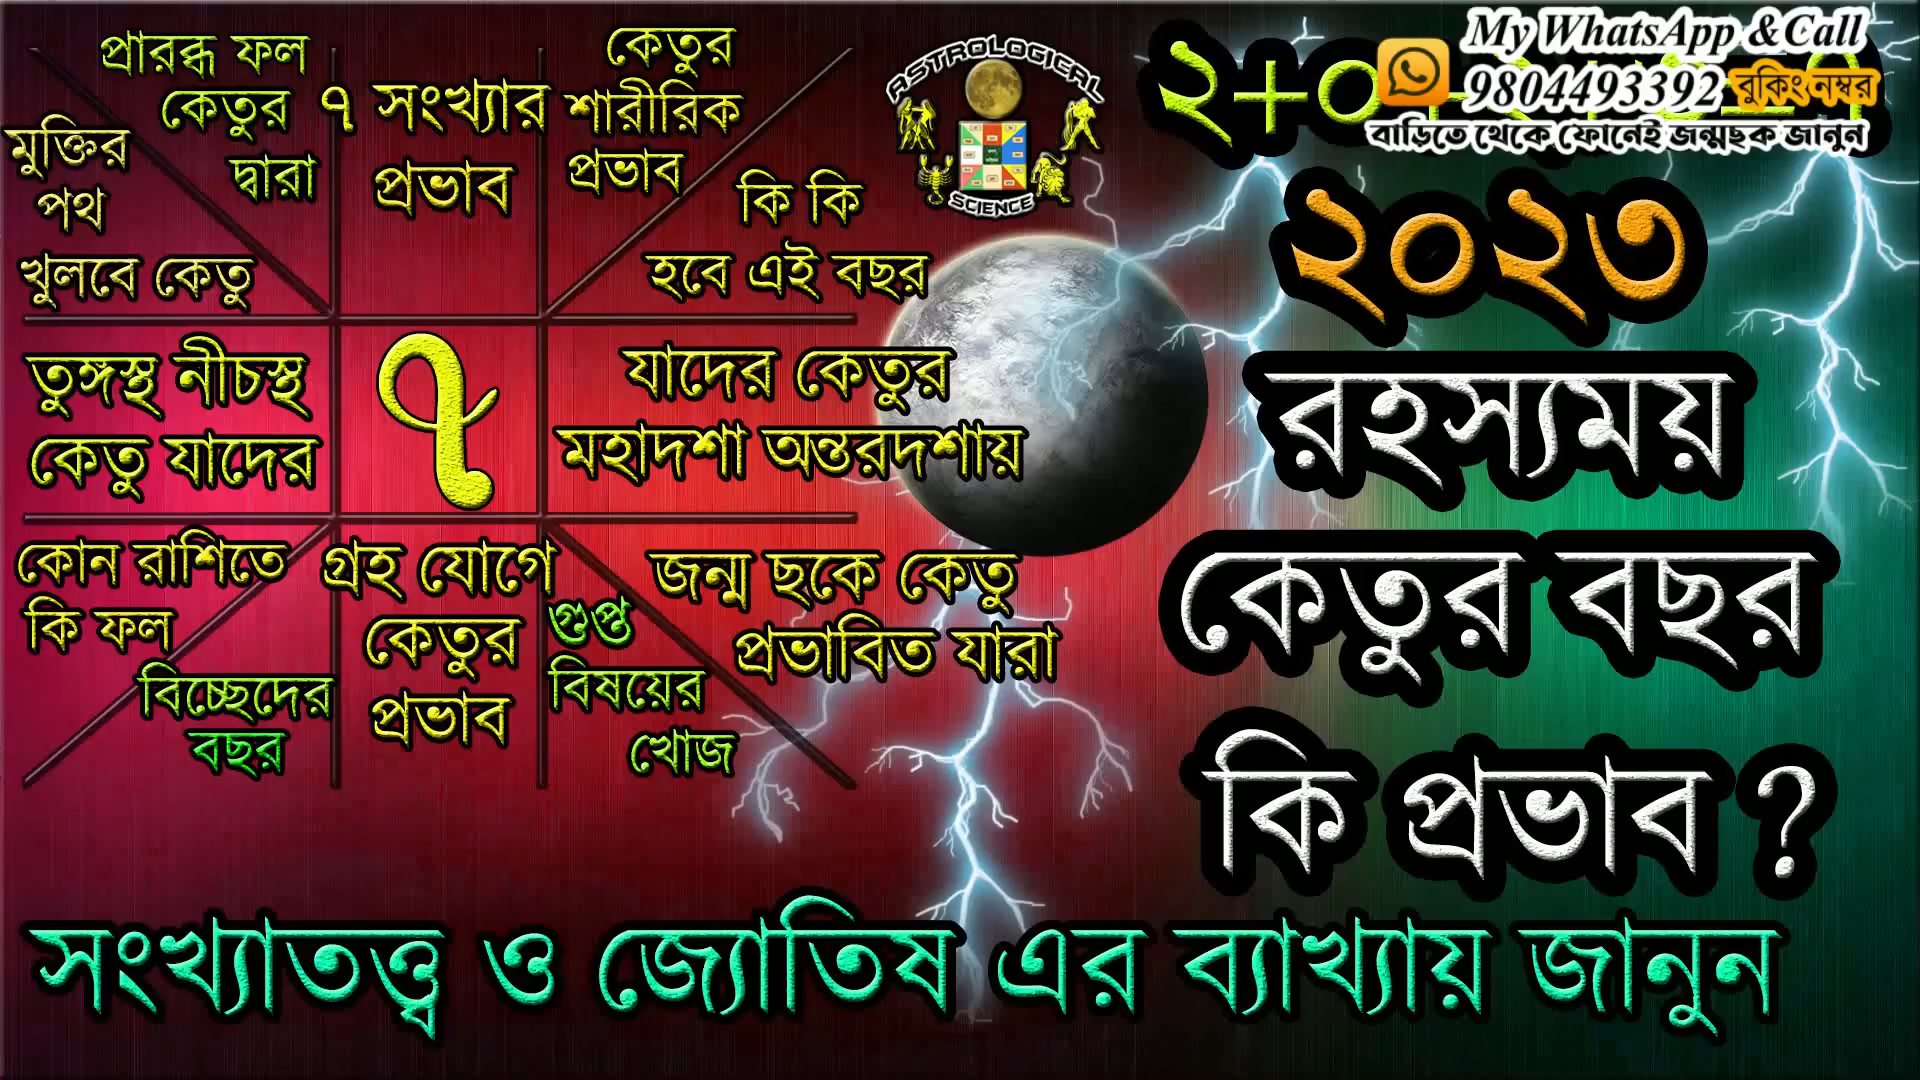 প্রারব্ধ ফল
কেতুর
দ্বারা
মুক্তির
পথ
খুলবে কেতু
৭ সংখ্যার
প্রভাব
কেতুর
শারীরিক
প্রভাব
কি কি
হবে এই বছর
তুঙ্গস্থ নীচস্থ
কেতু যাদের
৭
যাদের কেতুর
মহাদশা অন্তরদশায়
কোন রাশিতে
কি ফল
বিচ্ছেদের
বছর
গ্রহ যোগে
কেতুর
প্রভাব
গুপ্ত
বিষয়ের
খোজ
জন্ম ছকে কেতু
প্রভাবিত যারা
ASTROLOGICAL
SCIENCE
My WhatsApp & Call
9804493392 বুকিং নম্বর
বাড়িতে থেকে ফোনেই জন্মছক জানুন
২+০
২০২৩
রহস্যময়
কেতুর বছর
কি প্রভাব ?
সংখ্যাতত্ত্ব ও জ্যোতিষ এর ব্যাখ্যায় জানুন